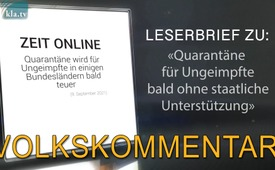 kla.tv
ZEIT ONLINE
Quarantäne wird für
Ungeimpfte in einigen
Bundesländern bald
teuer
(9. September 2021)
LESERBRIEF ZU:
«Quarantäne
für Ungeimpfte
bald ohne staatliche
Unterstützung»
VOLKSKOMMENTAR